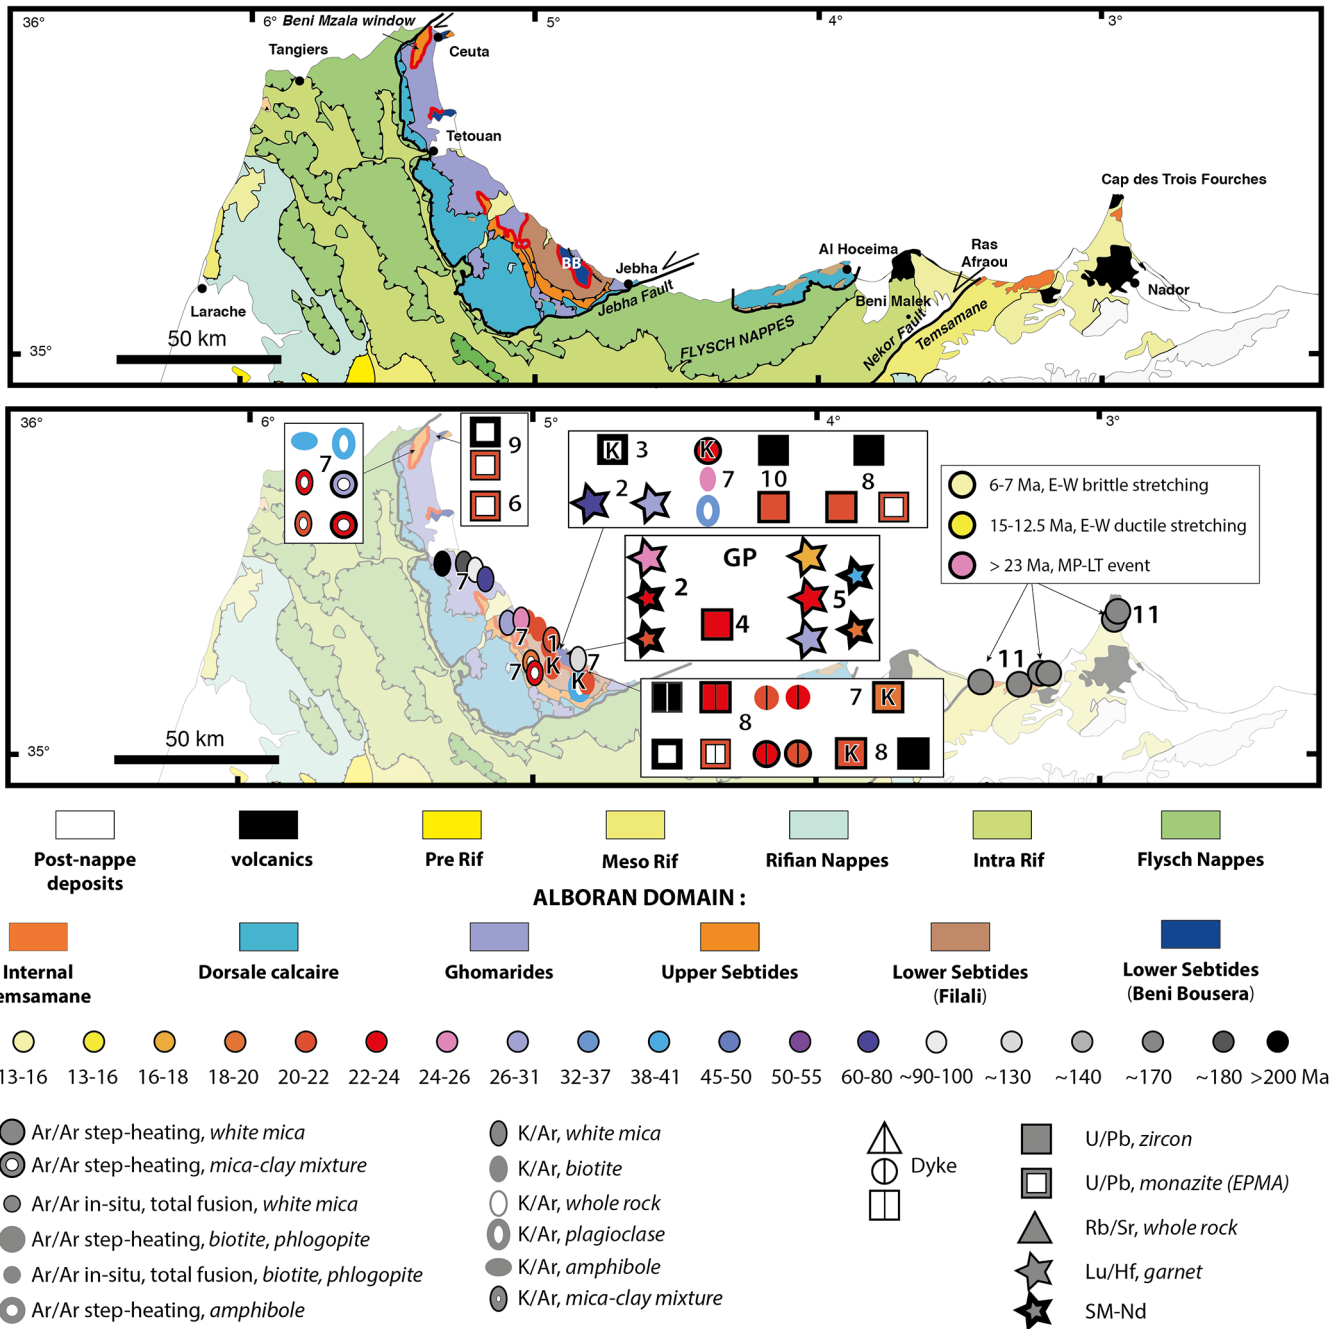 36°
6°
Beni Mzala window
5°
4°
3°
Tangiers
Ceuta
Tetouan
Cap des Trois Fourches
BB
Jebha
Al Hoceima
Ras
Afraou
Larache
Jebha Fault
Beni Malek
Nador
50 km
FLYSCH NAPPES
Nekor Fault
Temsamane
35°
36°
6°
5°
4°
3°
7
9
6
K 3
K
7
10
8
2
6-7 Ma, E-W brittle stretching
15-12.5 Ma, E-W ductile stretching
> 23 Ma, MP-LT event
GP
2
4
5
7
7
7
1
K
7
K
11
11
50 km
35°
8
7
K
K
8
Post-nappe
deposits
volcanics
Pre Rif
Meso Rif
Rifian Nappes
Intra Rif
Flysch Nappes
ALBORAN DOMAIN :
Internal
emsamane
Dorsale calcaire
Ghomarides
Upper Sebtides
Lower Sebtides
(Filali)
Lower Sebtides
(Beni Bousera)
13-16 13-16 16-18 18-20 20-22 22-24 24-26 26-31 32-37 38-41 45-50 50-55 60-80 ~90-100 ~130 ~140 ~170 ~180 >200 Ma
Ar/Ar step-heating, white mica
Ar/Ar step-heating, mica-clay mixture
Ar/Ar in-situ, total fusion, white mica
Ar/Ar step-heating, biotite, phlogopite
Ar/Ar in-situ, total fusion, biotite, phlogopite
Ar/Ar step-heating, amphibole
K/Ar, white mica
K/Ar, biotite
K/Ar, whole rock
K/Ar, plagioclase
K/Ar, amphibole
K/Ar, mica-clay mixture
Dyke
U/Pb, zircon
U/Pb, monazite (EPMA)
Rb/Sr, whole rock
Lu/Hf, garnet
SM-Nd